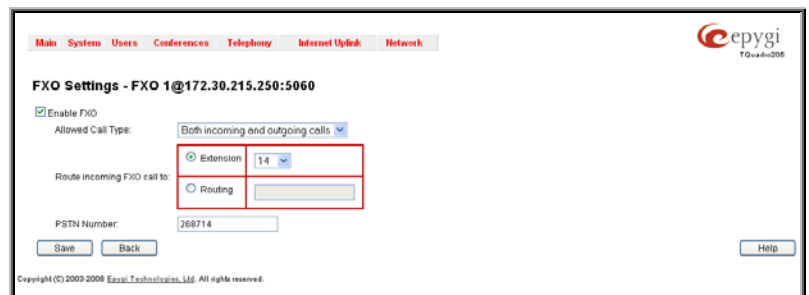 epygi
TQuadro205
Main System Users Conferences Telephony Internet Uplink Network
FXO Settings - FXO 1@172.30.215.250:5060
Enable FXO
Allowed Call Type: Both incoming and outgoing calls
Route incoming FXO call to:
Extension 14
Routing
PSTN Number: 268714
Save Back Help
Copyright (C) 2003-2008 Epygi Technologies, Ltd. All rights reserved.